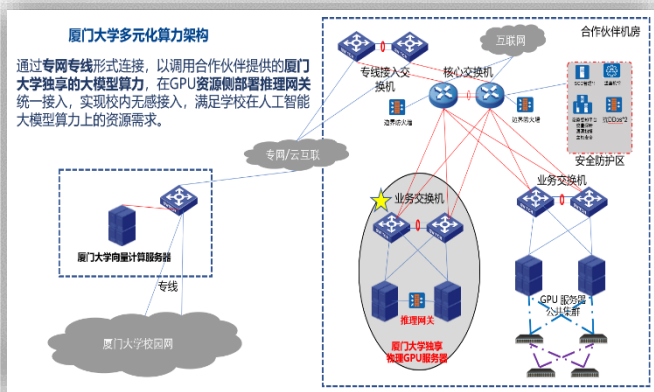 厦门大学多元化算力架构
通过专网专线形式连接，以调用合作伙伴提供的厦门
大学独享的大模型算力，在GPU资源侧部署推理网关
统一接入，实现校内无感接入，满足学校在人工智能
大模型算力上的资源需求。
合作伙伴机房
互联网
专线接入交
换机
核心交换机
边界防火墙
边界防火墙
抗DDos*2
安全防护区
专网/云互联
业务交换机
业务交换机
厦门大学向量计算服务器
专线
厦门大学校园网
推理网关
厦门大学独享
物理GPU服务器
GPU 服务器
公共集群